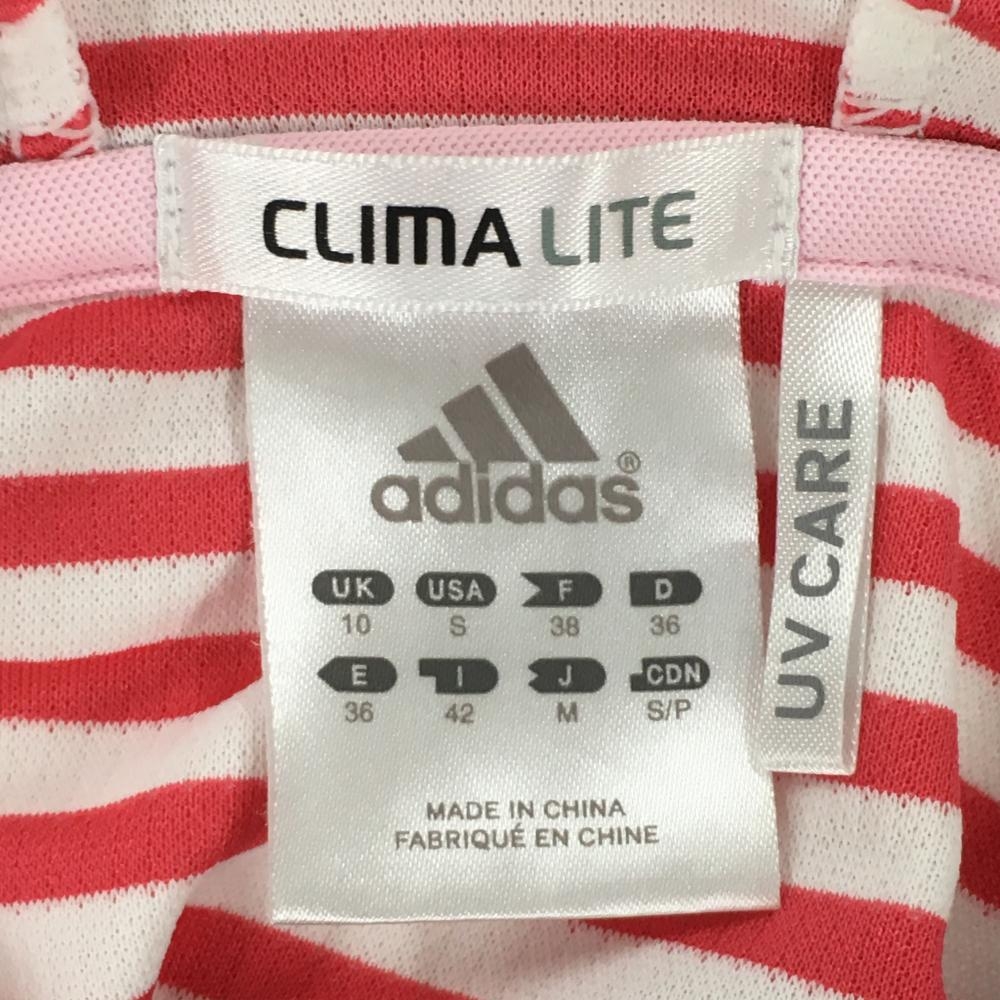 CLIMA LITE
adidas®
UK USA F D
10 S 38 36
E I J CDN
36 42 M S/P
MADE IN CHINA
FABRIQUÉ EN CHINE
UV CARE